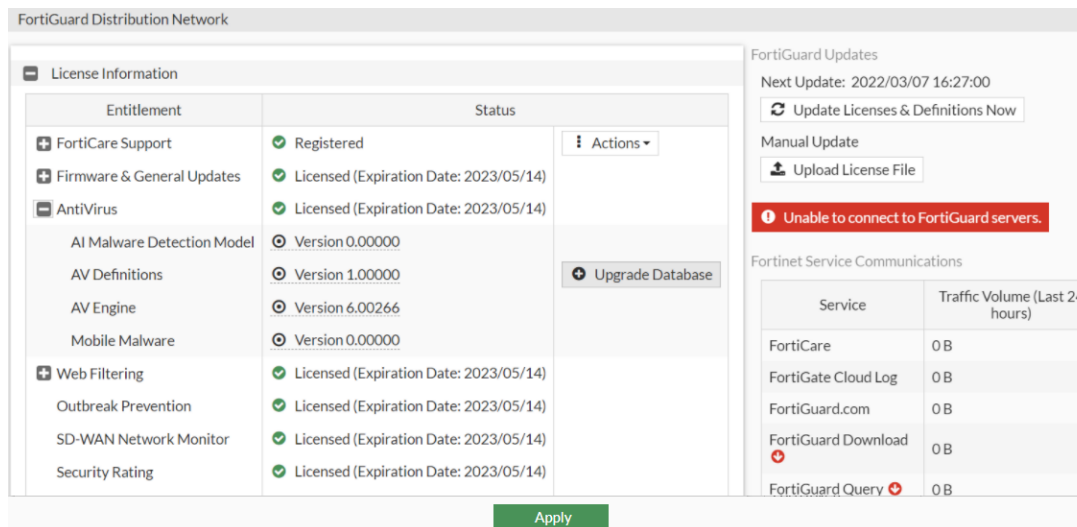 FortiGuard Distribution Network
License Information
Entitlement Status
FortiCare Support Registered Actions
Firmware & General Updates Licensed (Expiration Date: 2023/05/14)
AntiVirus Licensed (Expiration Date: 2023/05/14)
AI Malware Detection Model Version 0.00000
AV Definitions Version 1.00000 Upgrade Database
AV Engine Version 6.00266
Mobile Malware Version 0.00000
Web Filtering Licensed (Expiration Date: 2023/05/14)
Outbreak Prevention Licensed (Expiration Date: 2023/05/14)
SD-WAN Network Monitor Licensed (Expiration Date: 2023/05/14)
Security Rating Licensed (Expiration Date: 2023/05/14)
FortiGuard Updates
Next Update: 2022/03/07 16:27:00
Update Licenses & Definitions Now
Manual Update
Upload License File
Unable to connect to FortiGuard servers.
Fortinet Service Communications
Service Traffic Volume (Last 24
hours)
FortiCare 0 B
FortiGate Cloud Log 0 B
FortiGuard.com 0 B
FortiGuard Download 0 B
FortiGuard Query 0 B
Apply